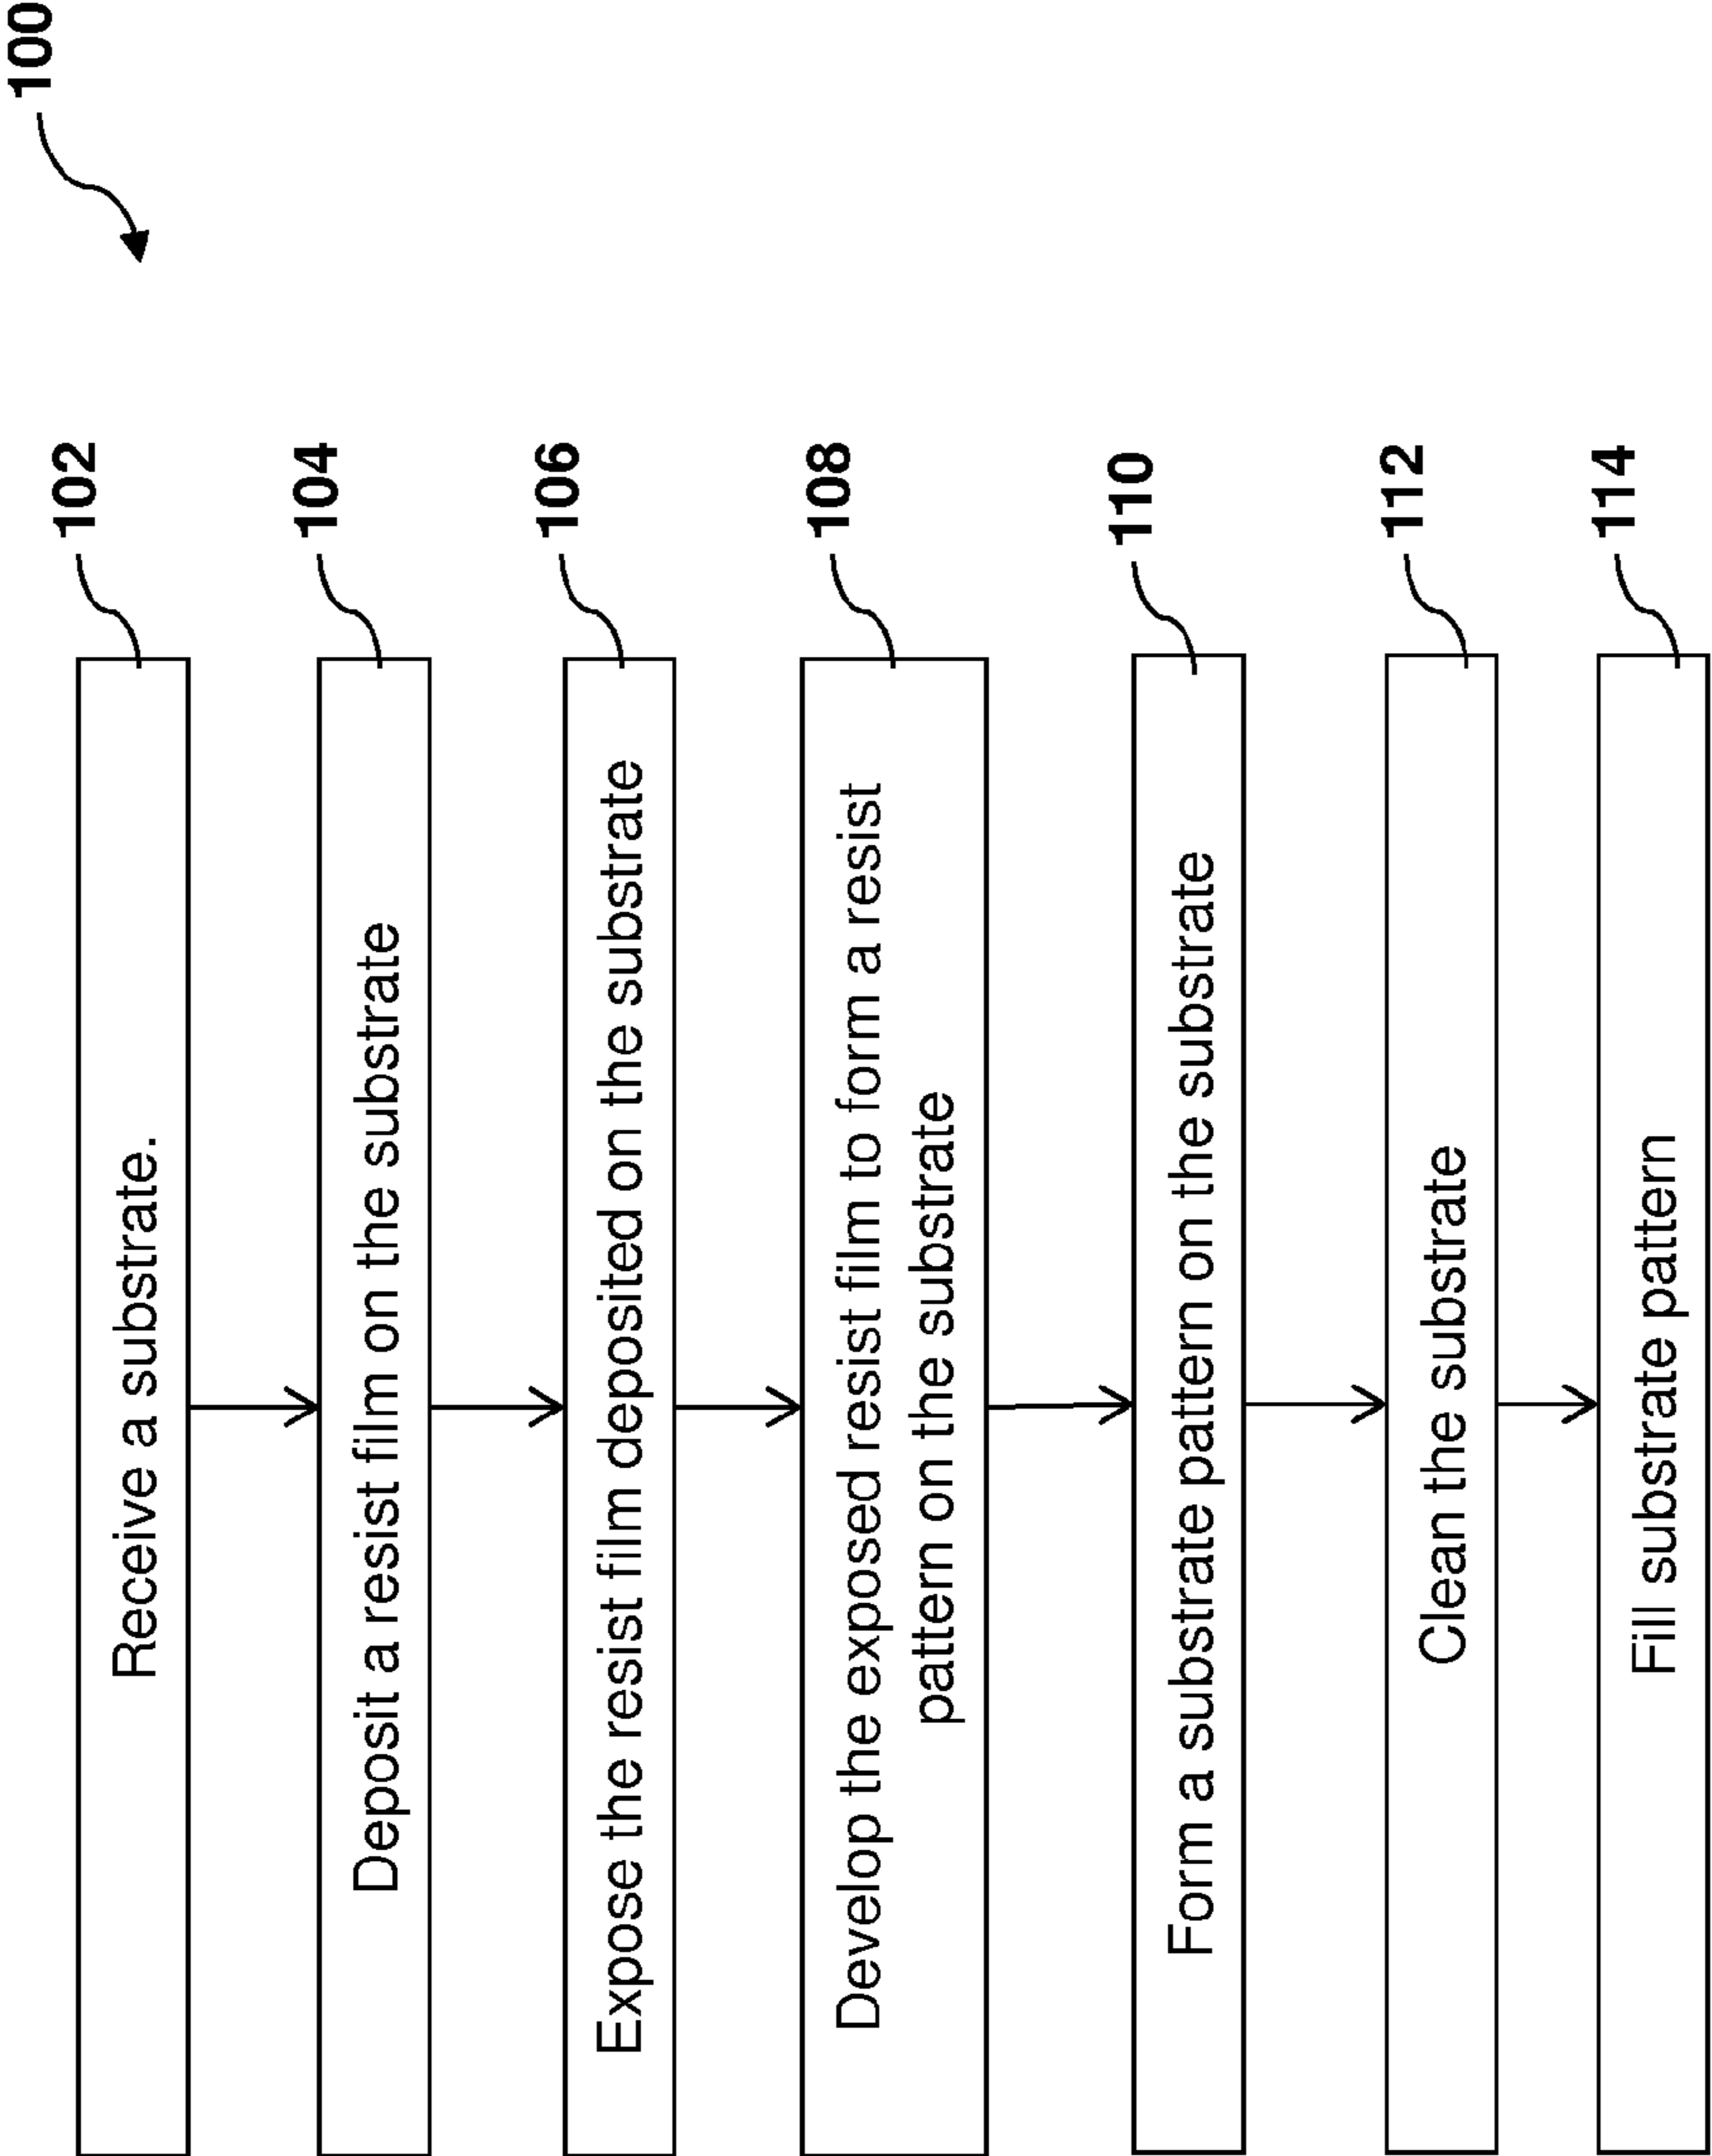 100
Receive a substrate.
102
Deposit a resist film on the substrate
104
Expose the resist film deposited on the substrate
106
Develop the exposed resist film to form a resist
pattern on the substrate
108
Form a substrate pattern on the substrate
110
Clean the substrate
112
Fill substrate pattern
114